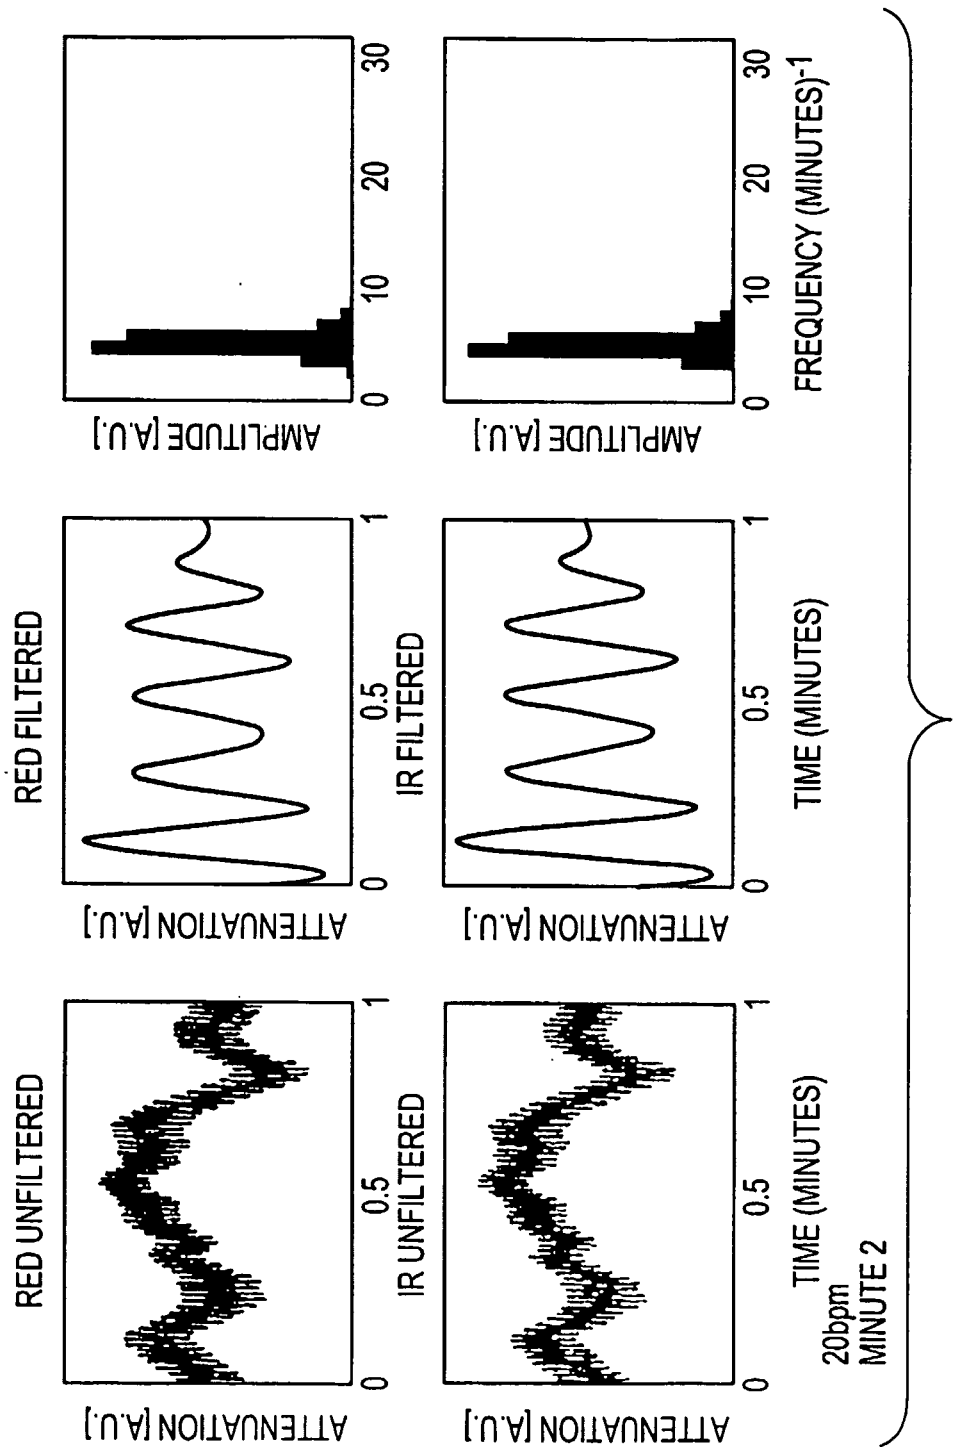 RED UNFILTERED
ATTENUATION [A.U.]
0 0.5 1
IR UNFILTERED
ATTENUATION [A.U.]
0 0.5 1
TIME (MINUTES)
20bpm
MINUTE 2
RED FILTERED
ATTENUATION [A.U.]
0 0.5 1
IR FILTERED
ATTENUATION [A.U.]
0 0.5 1
TIME (MINUTES)
AMPLITUDE [A.U.]
0 10 20 30
AMPLITUDE [A.U.]
0 10 20 30
FREQUENCY (MINUTES)-1